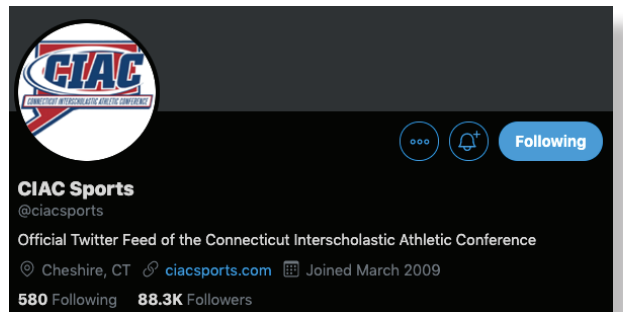 CIAC
CONNECTICUT INTERSCHOLASTIC ATHLETIC CONFERENCE
Following
CIAC Sports
@ciacsports
Official Twitter Feed of the Connecticut Interscholastic Athletic Conference
Cheshire, CT ciacsports.com Joined March 2009
580 Following 88.3K Followers